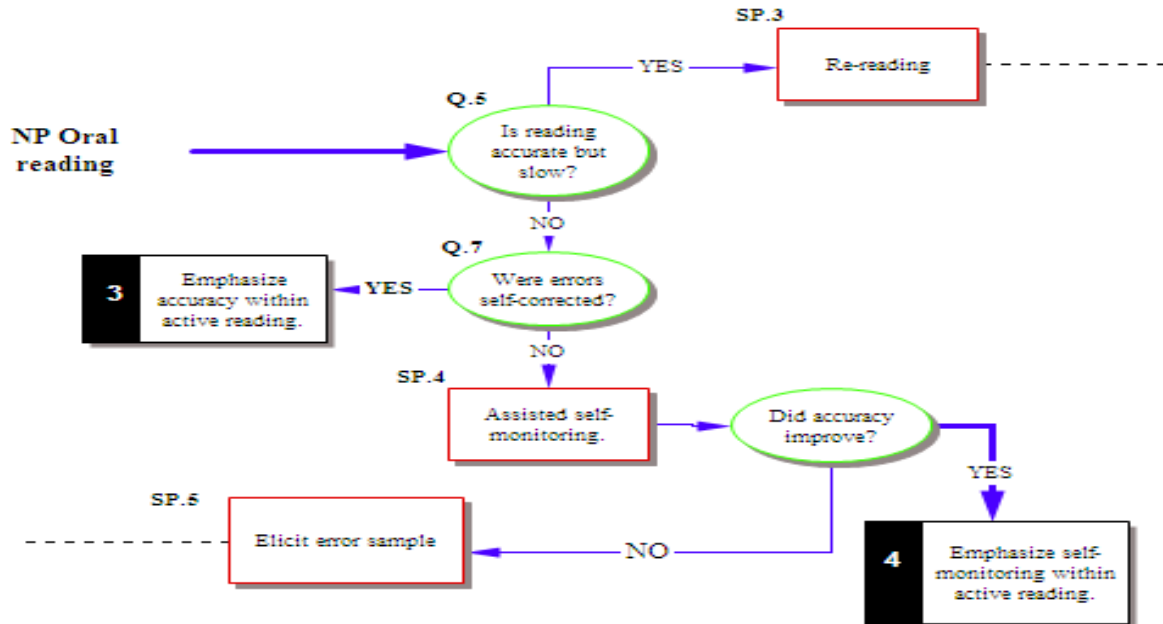 SP.3
Re-reading
YES
Q.5
Is reading
accurate but
slow?
NP Oral
reading
NO
Q.7
Were errors
self-corrected?
YES
3
Emphasize
accuracy within
active reading.
NO
SP.4
Assisted self-
monitoring.
Did accuracy
improve?
YES
SP.5
Elicit error sample
NO
4
Emphasize self-
monitoring within
active reading.